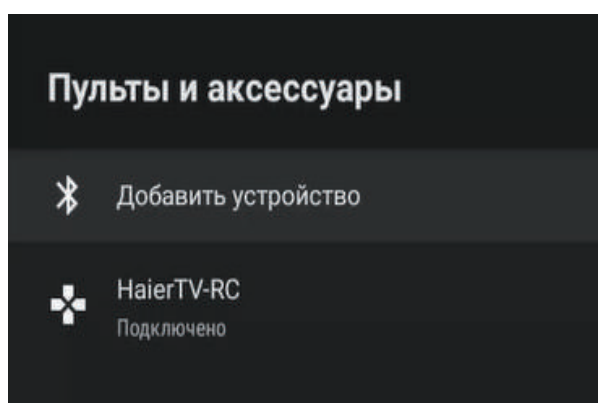 Пульты и аксессуары
Добавить устройство
HaierTV-RC
Подключено